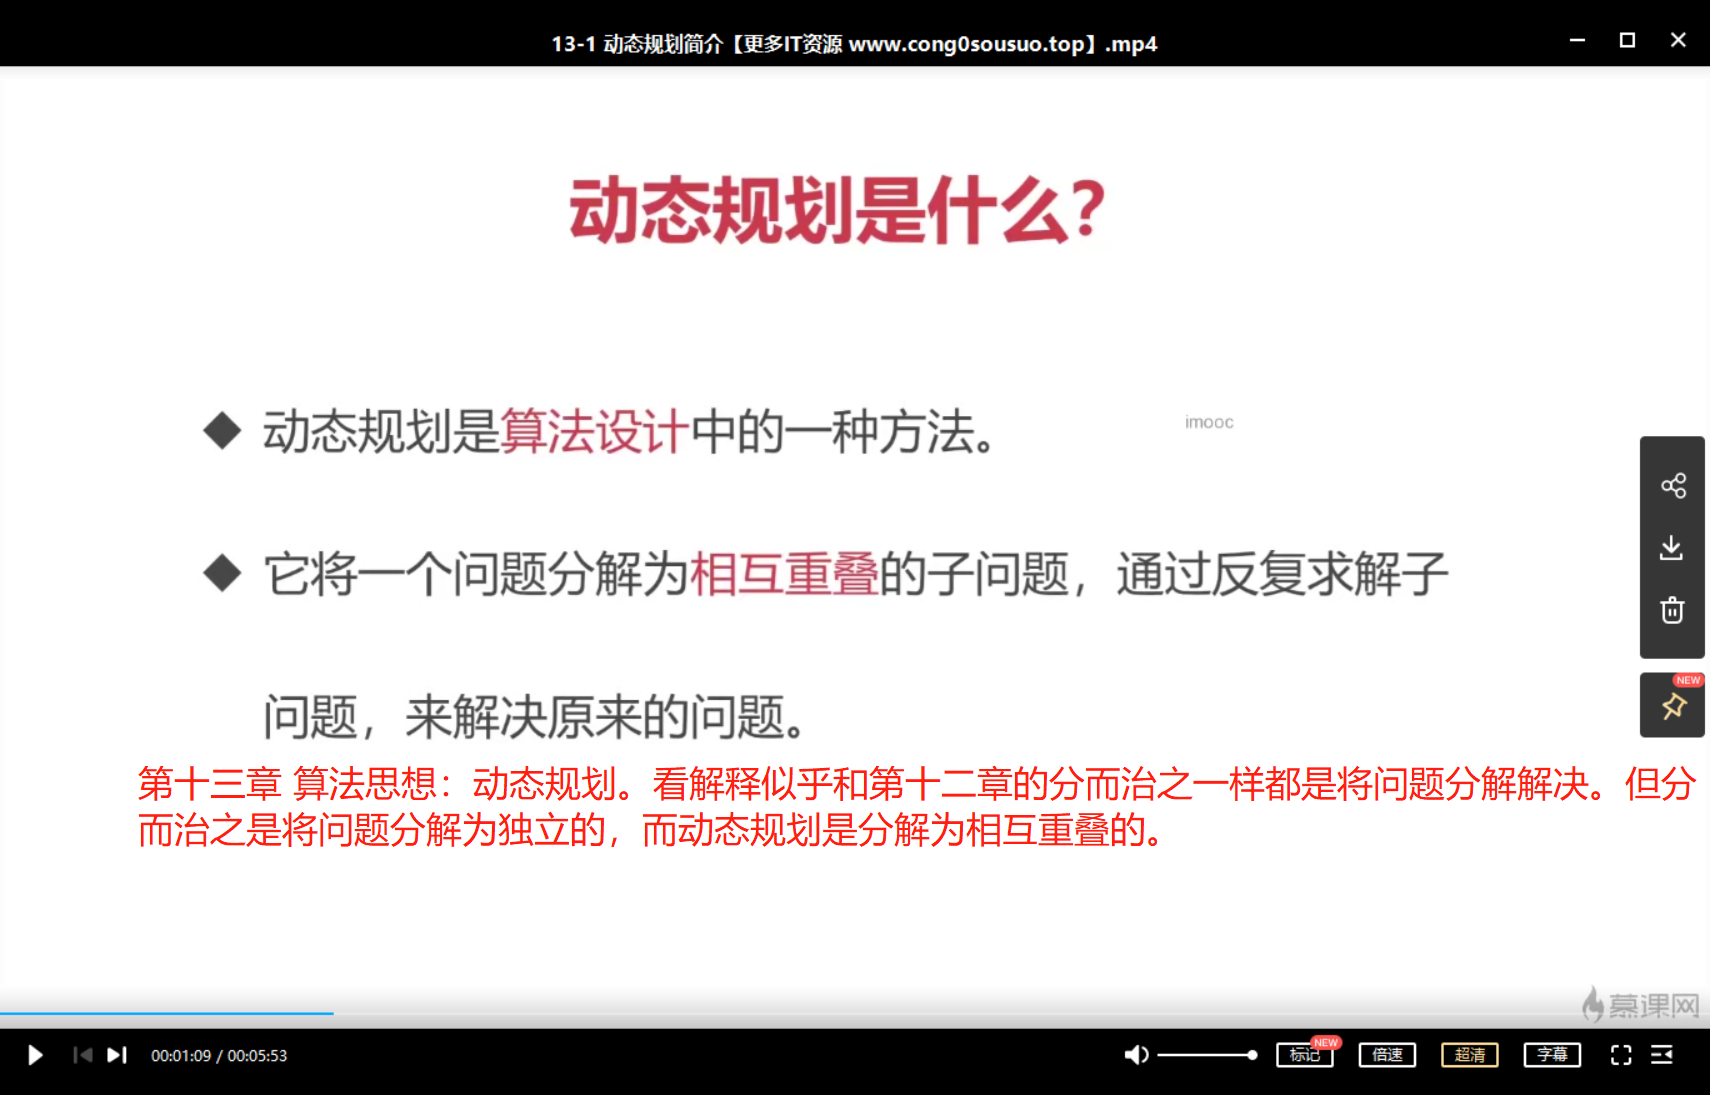 13-1 动态规划简介【更多IT资源 www.cong0sousuo.top】.mp4
动态规划是什么？
◆ 动态规划是算法设计中的一种方法。
imooc
◆ 它将一个问题分解为相互重叠的子问题，通过反复求解子
问题，来解决原来的问题。
NEW
第十三章 算法思想：动态规划。看解释似乎和第十二章的分而治之一样都是将问题分解解决。但分
而治之是将问题分解为独立的，而动态规划是分解为相互重叠的。
慕课网
00:01:09 / 00:05:53
标记
NEW
倍速
超清
字幕